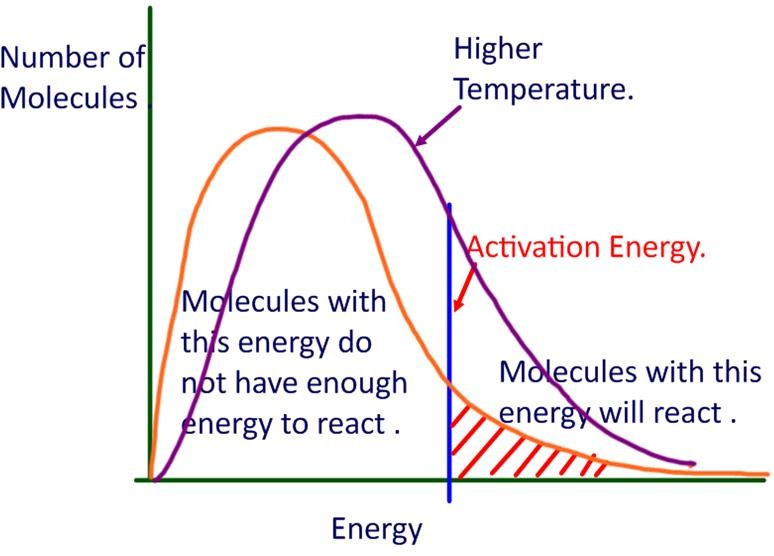 Number of
Molecules
Higher
Temperature.
Activation Energy.
Molecules with
this energy do
not have enough
energy to react .
Molecules with this
energy will react .
Energy